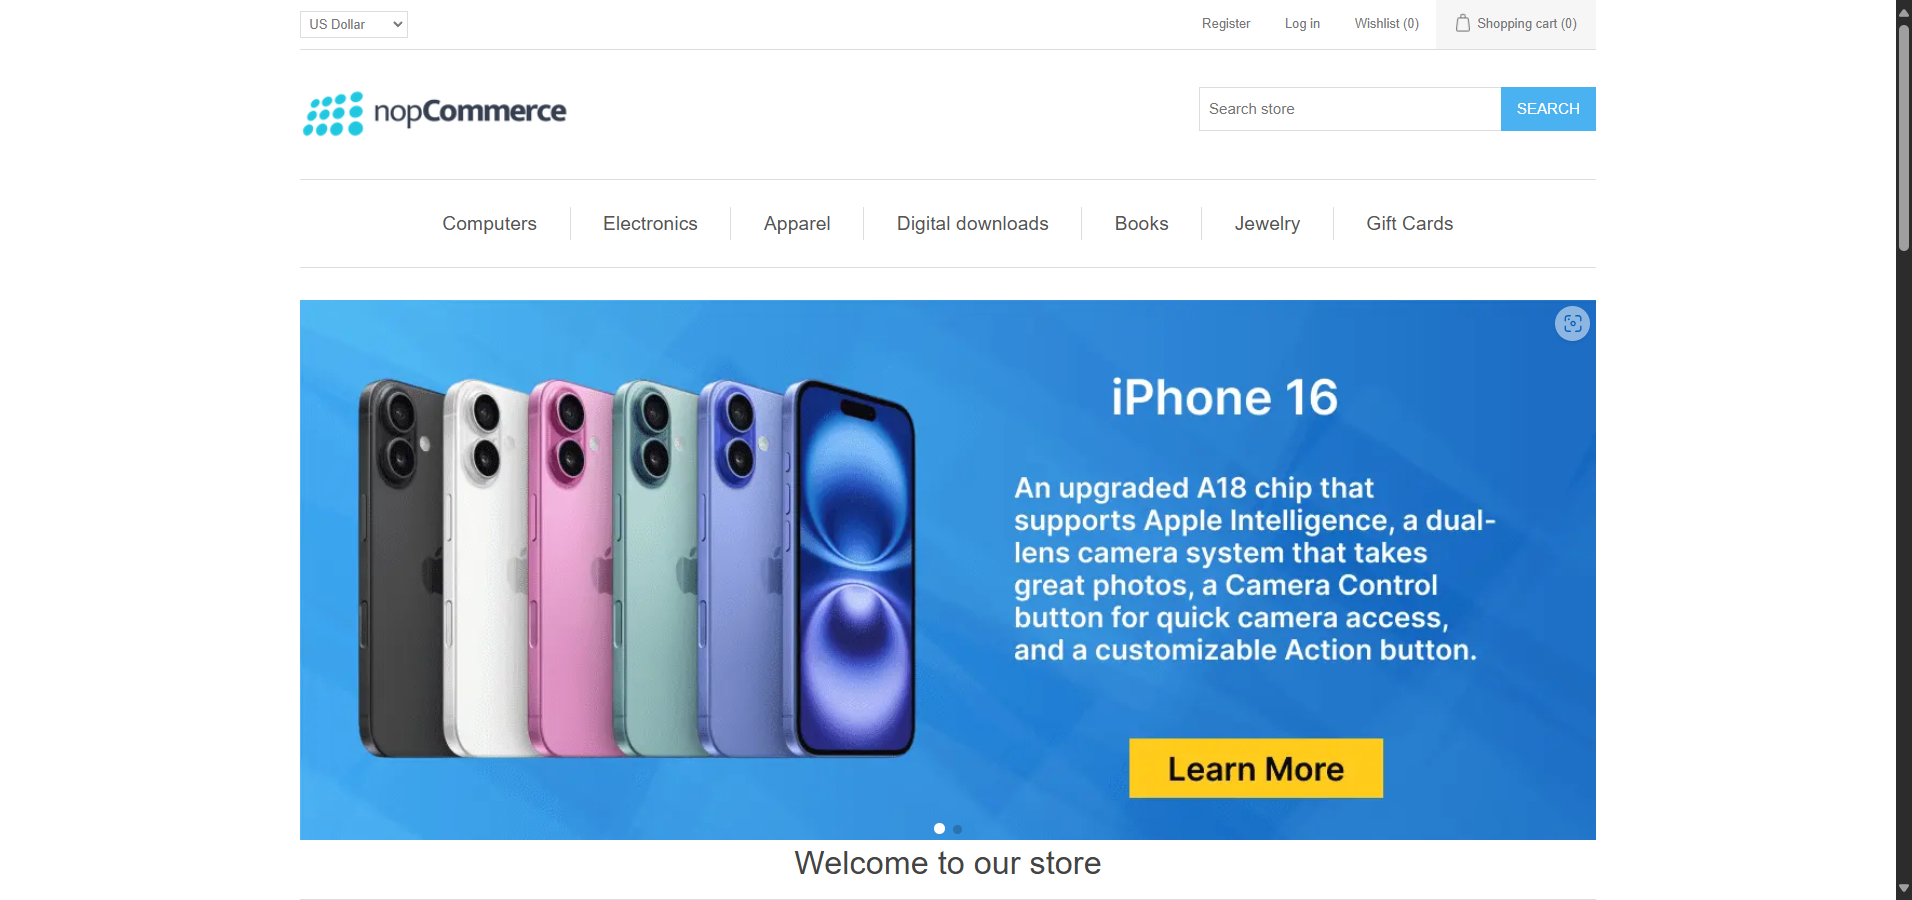 US Dollar
Register
Log in
Wishlist (0)
Shopping cart (0)
nopCommerce
Search store
SEARCH
Computers
Electronics
Apparel
Digital downloads
Books
Jewelry
Gift Cards
iPhone 16
An upgraded A18 chip that
supports Apple Intelligence, a dual-
lens camera system that takes
great photos, a Camera Control
button for quick camera access,
and a customizable Action button.
Learn More
Welcome to our store